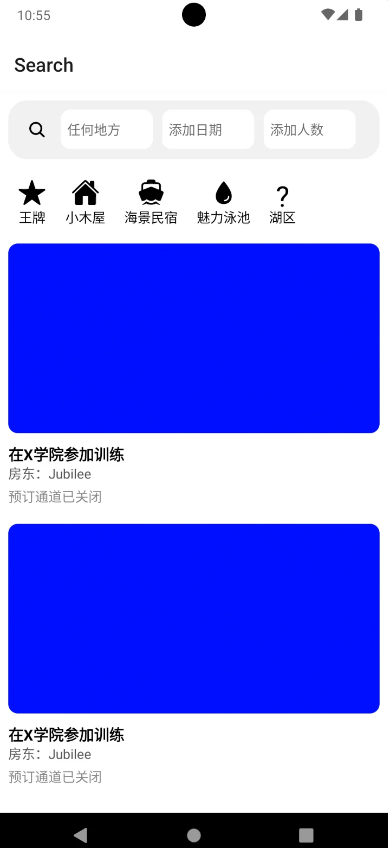 10:55
Search
任何地方 添加日期 添加人数
王牌 小木屋 海景民宿 魅力泳池 湖区
在X学院参加训练
房东：Jubilee
预订通道已关闭
在X学院参加训练
房东：Jubilee
预订通道已关闭